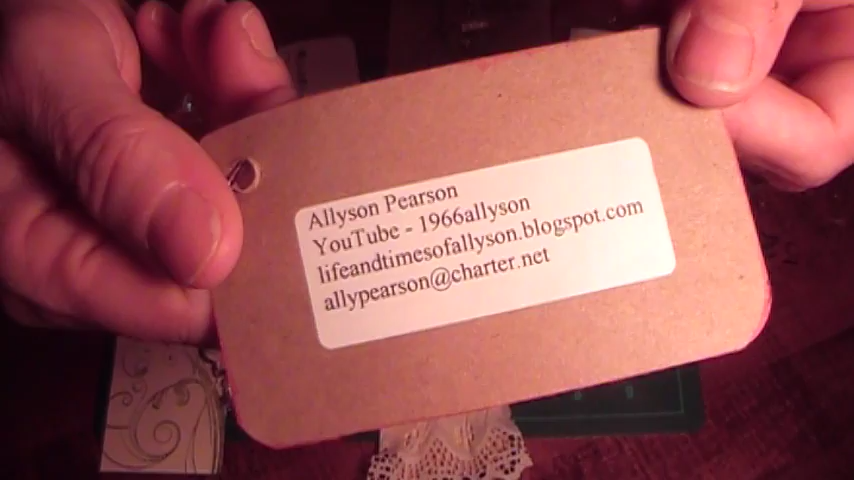 Allyson Pearson
YouTube - 1966allyson
lifeandtimesofallyson.blogspot.com
allypearson@charter.net